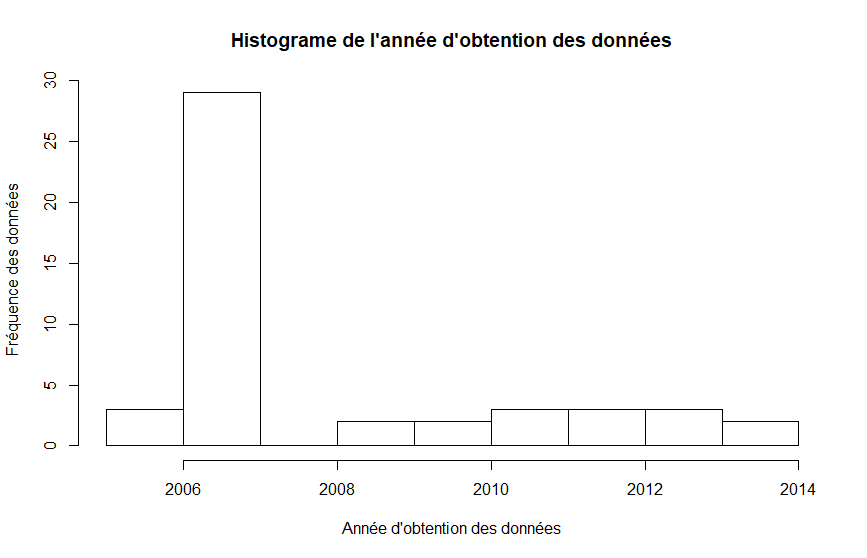 Histograme de l'année d'obtention des données
30
25
20
15
10
5
0
Fréquence des données
2006 2008 2010 2012 2014
Année d'obtention des données